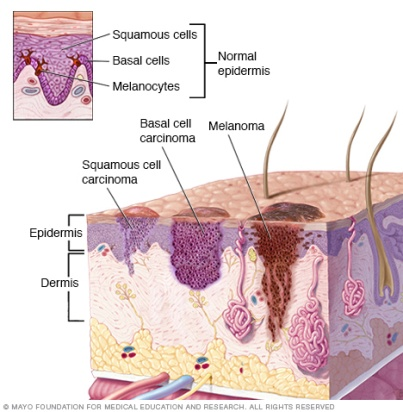 Squamous cells
Basal cells
Melanocytes
Normal
epidermis
Basal cell
carcinoma
Melanoma
Squamous cell
carcinoma
Epidermis
Dermis
© MAYO FOUNDATION FOR MEDICAL EDUCATION AND RESEARCH. ALL RIGHTS RESERVED